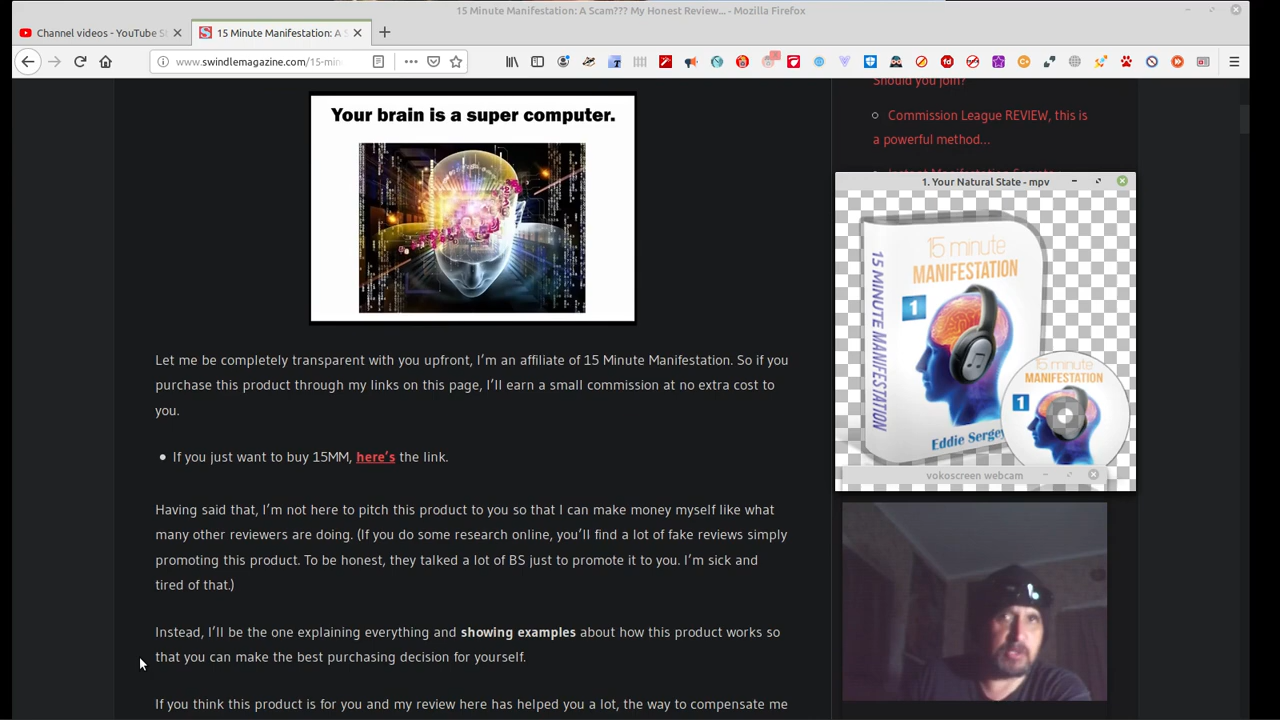 15 Minute Manifestation: A Scam??? My Honest Review... - Mozilla Firefox
Channel videos - YouTube S
15 Minute Manifestation: A S
www.swindlemagazine.com/15-min
Your brain is a super computer.
Let me be completely transparent with you upfront, I'm an affiliate of 15 Minute Manifestation. So if you
purchase this product through my links on this page, I'll earn a small commission at no extra cost to
you.
If you just want to buy 15MM, here's the link.
Having said that, I'm not here to pitch this product to you so that I can make money myself like what
many other reviewers are doing. (If you do some research online, you'll find a lot of fake reviews simply
promoting this product. To be honest, they talked a lot of BS just to promote it to you. I'm sick and
tired of that.)
Instead, I'll be the one explaining everything and showing examples about how this product works so
that you can make the best purchasing decision for yourself.
If you think this product is for you and my review here has helped you a lot, the way to compensate me
Should you join?
Commission League REVIEW, this is
a powerful method…
1. Your Natural State - mpv
15 MINUTE MANIFESTATION
15 minute
MANIFESTATION
1
Eddie Sergey
15 minute
MANIFESTATION
1
vokoscreen webcam